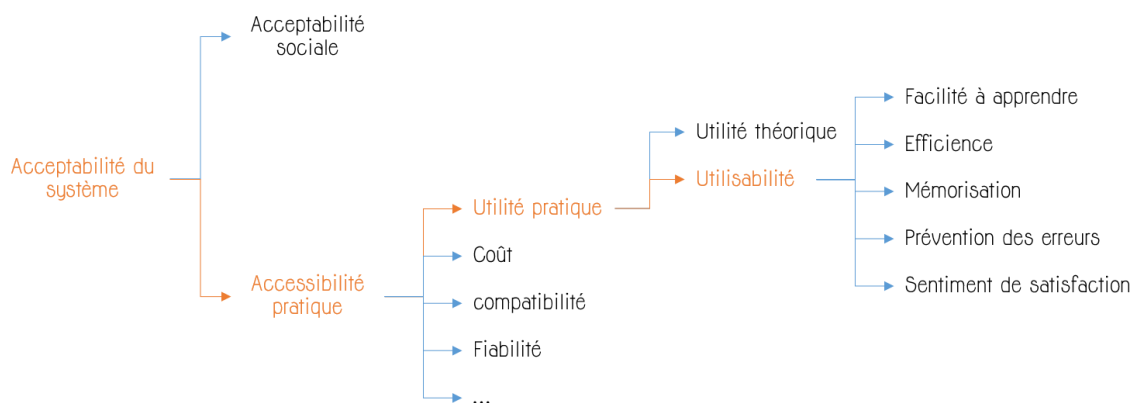 Acceptabilité
sociale
Acceptabilité du
système
Accessibilité
pratique
Utilité pratique
Coût
compatibilité
Fiabilité
...
Utilité théorique
Utilisabilité
Facilité à apprendre
Efficience
Mémorisation
Prévention des erreurs
Sentiment de satisfaction